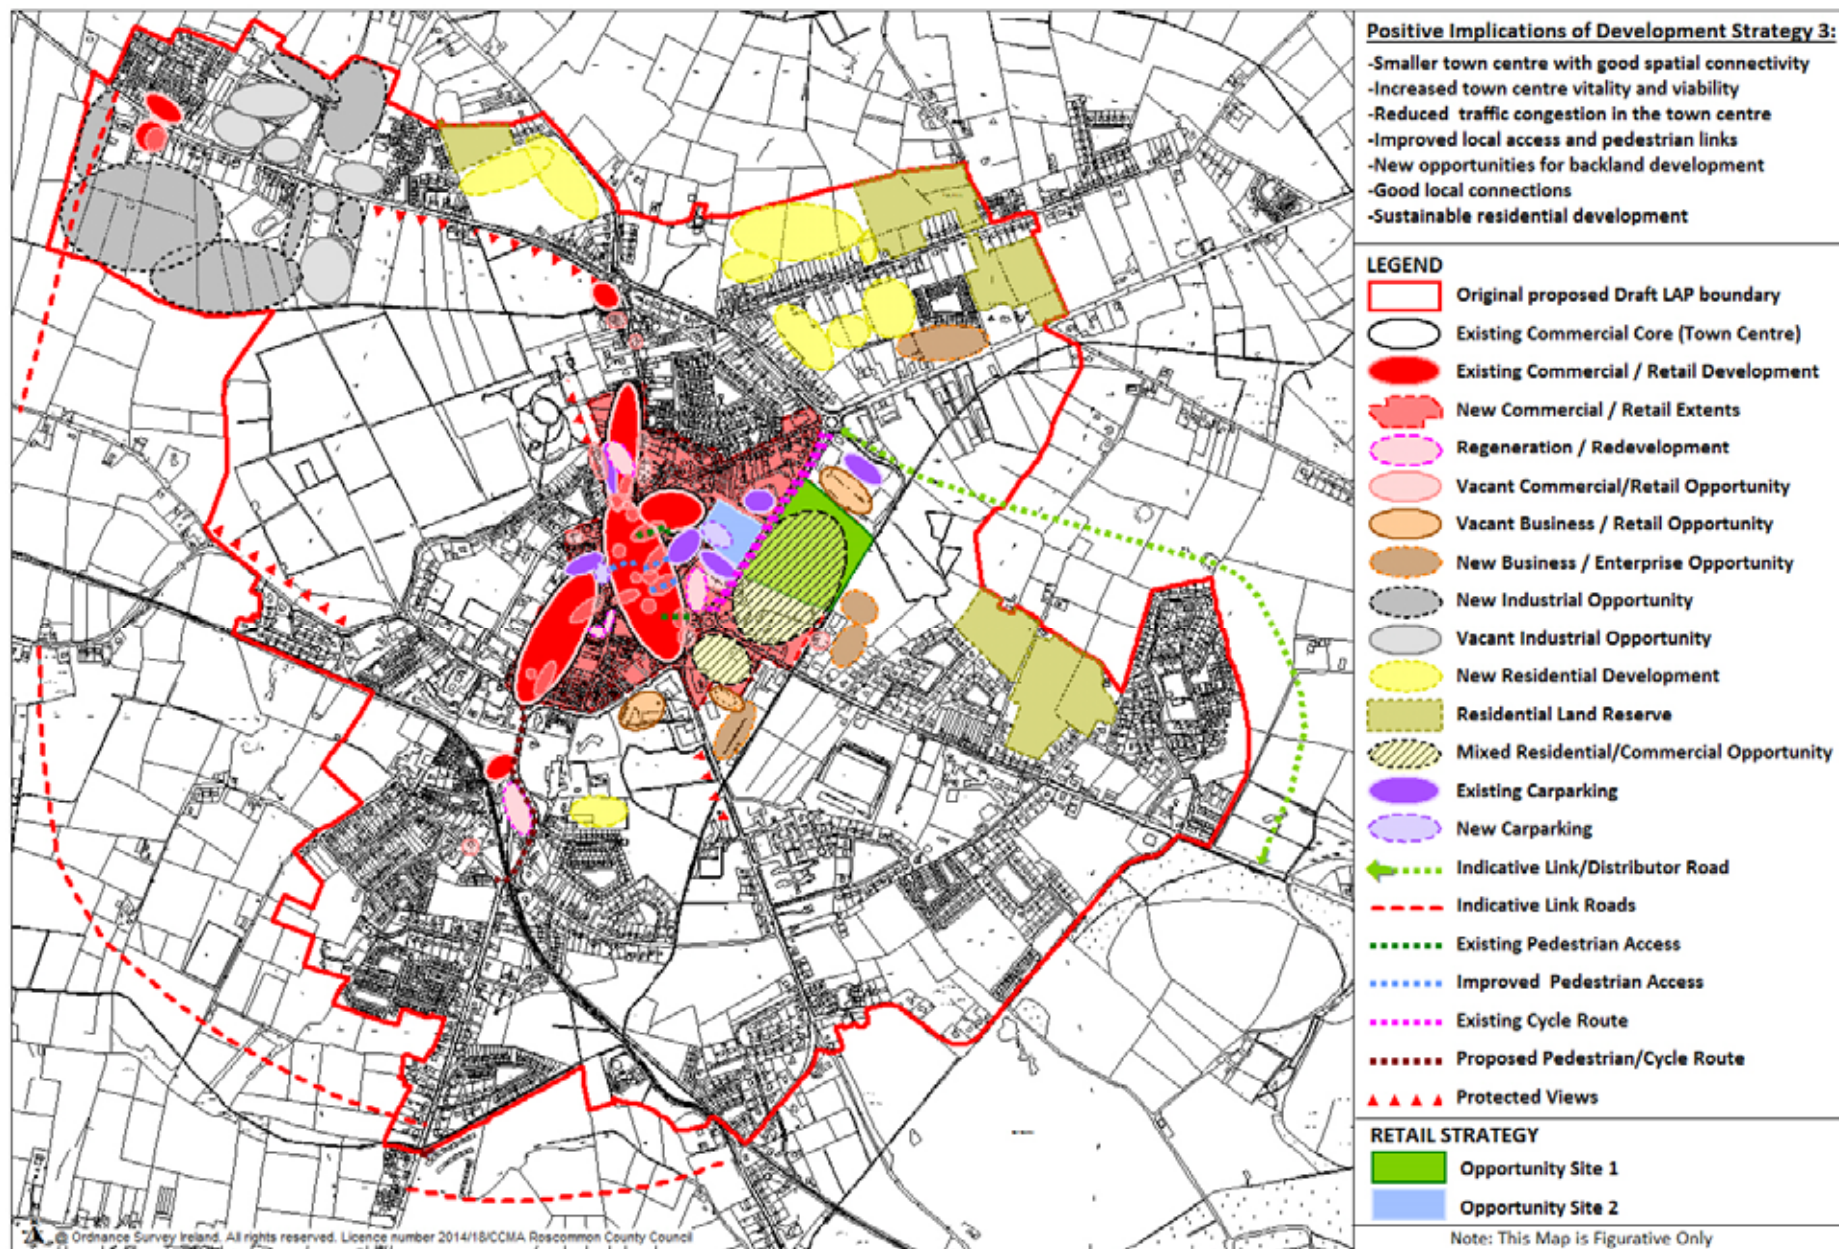 Positive Implications of Development Strategy 3:
-Smaller town centre with good spatial connectivity
-Increased town centre vitality and viability
-Reduced traffic congestion in the town centre
-Improved local access and pedestrian links
-New opportunities for backland development
-Good local connections
-Sustainable residential development
LEGEND
Original proposed Draft LAP boundary
Existing Commercial Core (Town Centre)
Existing Commercial / Retail Development
New Commercial / Retail Extents
Regeneration / Redevelopment
Vacant Commercial/Retail Opportunity
Vacant Business / Retail Opportunity
New Business / Enterprise Opportunity
New Industrial Opportunity
Vacant Industrial Opportunity
New Residential Development
Residential Land Reserve
Mixed Residential/Commercial Opportunity
Existing Carparking
New Carparking
Indicative Link/Distributor Road
Indicative Link Roads
Existing Pedestrian Access
Improved Pedestrian Access
Existing Cycle Route
Proposed Pedestrian/Cycle Route
Protected Views
RETAIL STRATEGY
Opportunity Site 1
Opportunity Site 2
Note: This Map is Figurative Only
@ Ordnance Survey Ireland. All rights reserved. Licence number 2014/18/CCMA Roscommon County Council